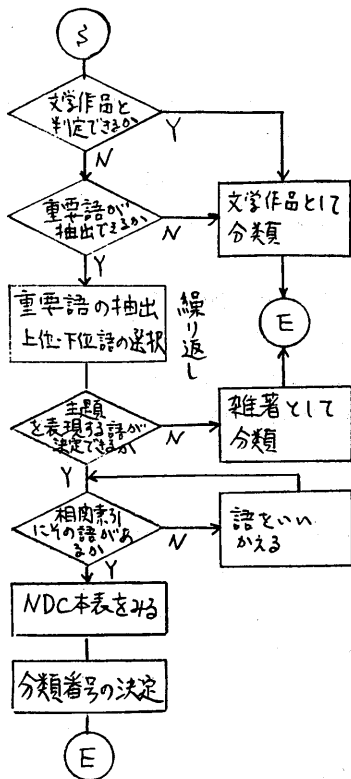 S
文学作品と
判定できるか
Y
N
重要語が
抽出できるか
N
Y
文学作品として
分類
重要語の抽出
上位・下位語の選択
繰り返し
E
主題
を表現する語が
決定できるか
N
Y
雑著として
分類
相関索引
にその語があ
るか
N
Y
語をいい
かえる
NDC本表をみる
分類番号の決定
E